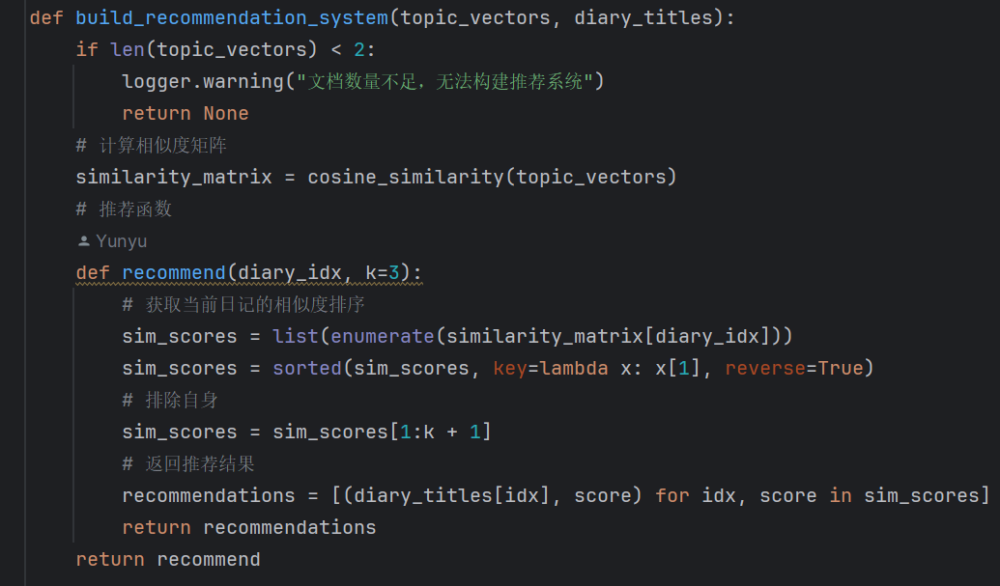 def build_recommendation_system(topic_vectors, diary_titles):
    if len(topic_vectors) < 2:
        logger.warning("文档数量不足，无法构建推荐系统")
        return None
    # 计算相似度矩阵
    similarity_matrix = cosine_similarity(topic_vectors)
    # 推荐函数
    Yunyu
    def recommend(diary_idx, k=3):
        # 获取当前日记的相似度排序
        sim_scores = list(enumerate(similarity_matrix[diary_idx]))
        sim_scores = sorted(sim_scores, key=lambda x: x[1], reverse=True)
        # 排除自身
        sim_scores = sim_scores[1:k + 1]
        # 返回推荐结果
        recommendations = [(diary_titles[idx], score) for idx, score in sim_scores]
        return recommendations
    return recommend